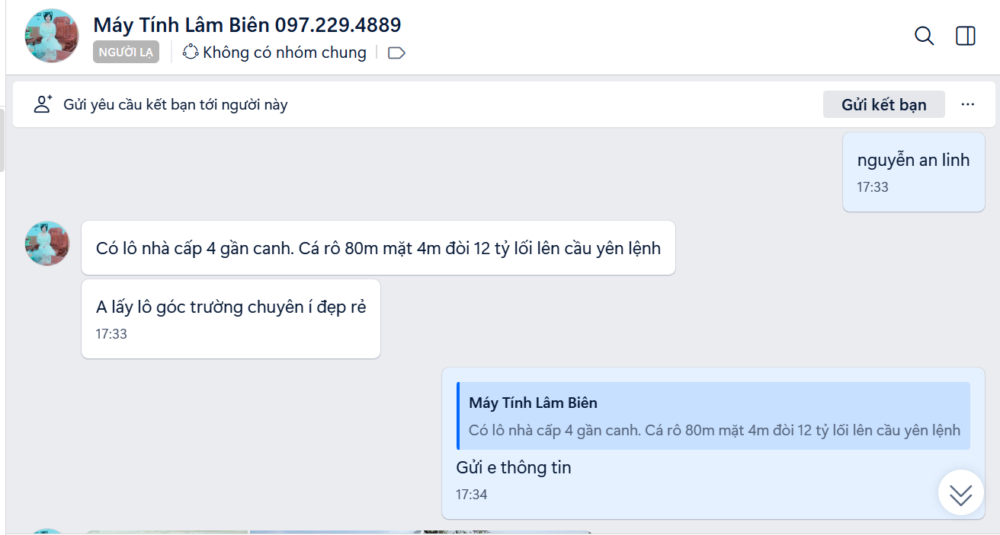 Máy Tính Lâm Biên 097.229.4889
NGƯỜI LẠ
Không có nhóm chung
Gửi yêu cầu kết bạn tới người này
Gửi kết bạn
nguyễn an linh
17:33
Có lô nhà cấp 4 gần canh. Cá rô 80m mặt 4m đòi 12 tỷ lối lên cầu yên lệnh
A lấy lô góc trường chuyên í đẹp rẻ
17:33
Máy Tính Lâm Biên
Có lô nhà cấp 4 gần canh. Cá rô 80m mặt 4m đòi 12 tỷ lối lên cầu yên lệnh
Gửi e thông tin
17:34